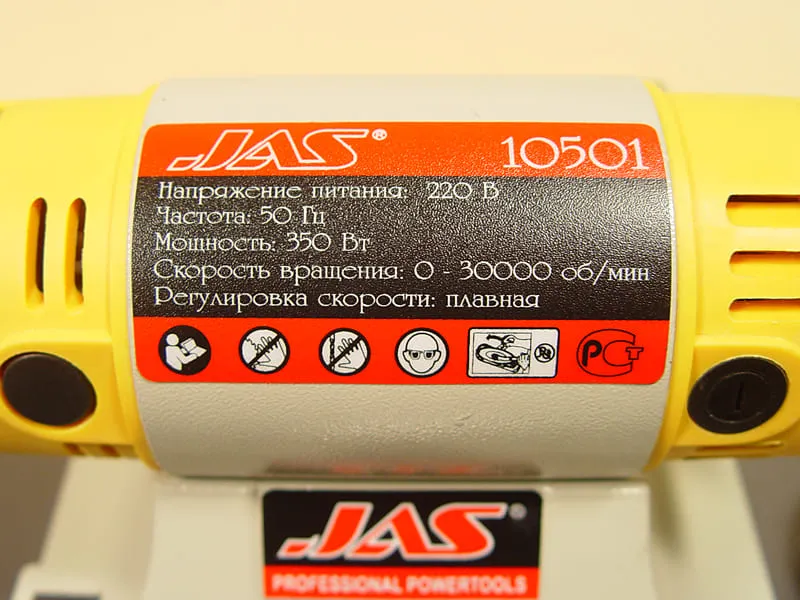 JAS® 10501
Напряжение питания: 220 В
Частота: 50 Гц
Мощность: 350 Вт
Скорость вращения: 0 - 30000 об/мин
Регулировка скорости: плавная
РСТ
JAS®
PROFESSIONAL POWERTOOLS